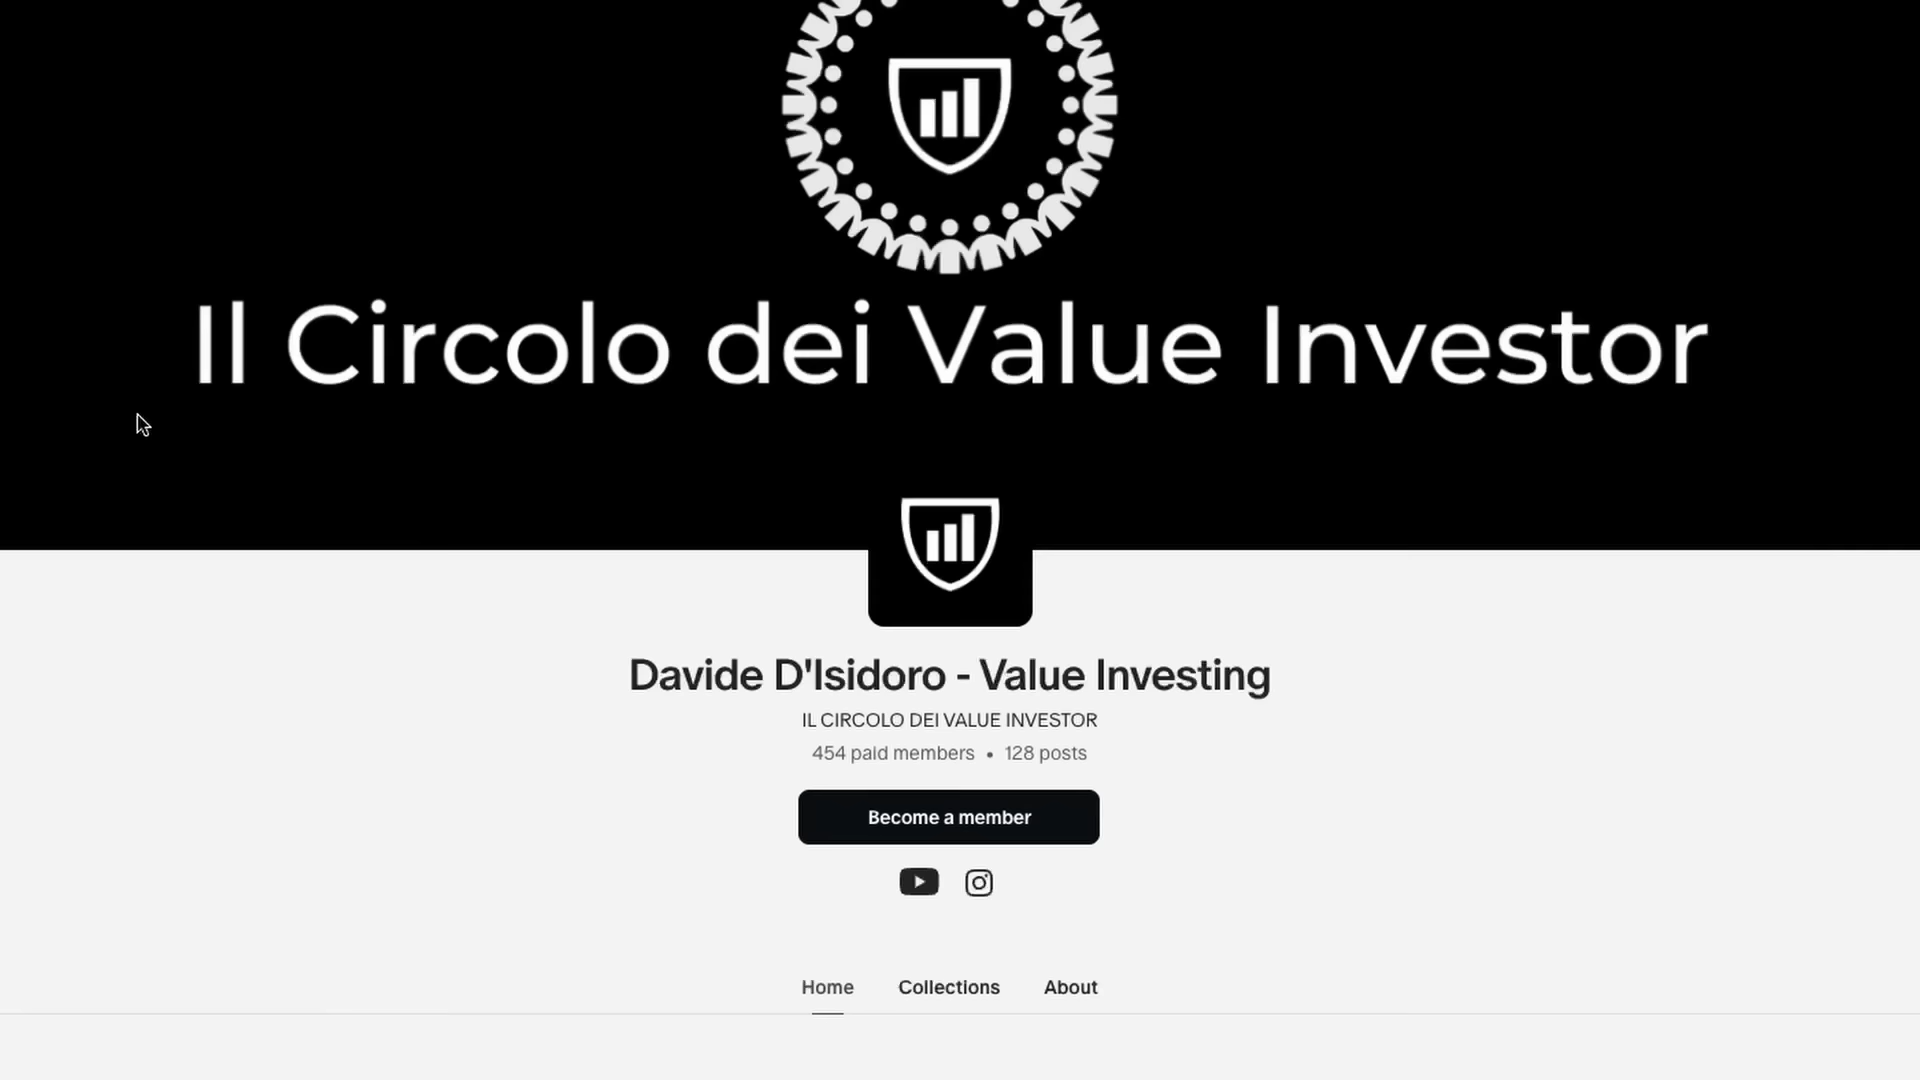 Il Circolo dei Value Investor
Davide D'Isidoro - Value Investing
IL CIRCOLO DEI VALUE INVESTOR
454 paid members • 128 posts
Become a member
Home Collections About